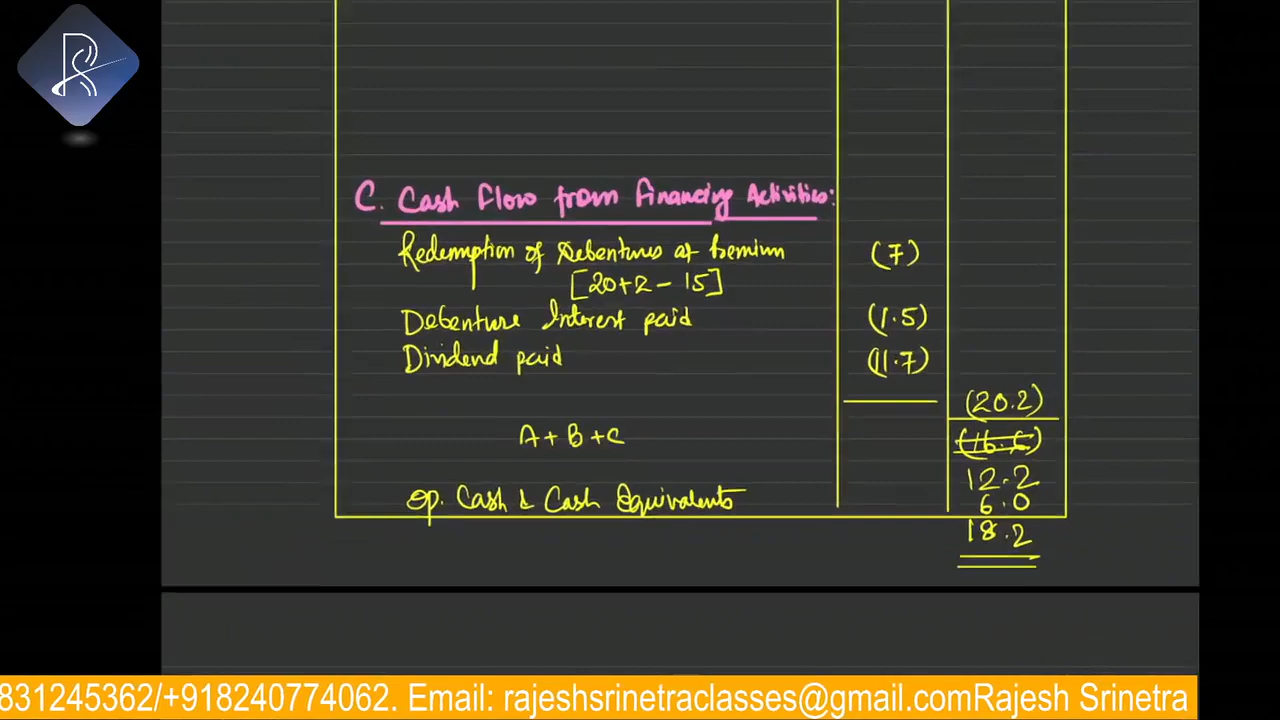 C. Cash Flow from Financing Activities:
Redemption of Debentures at Premium (7)
[20+2-15]
Debenture Interest paid (1.5)
Dividend paid (11.7)
(20.2)
A+B+C
12.2
Op. Cash & Cash Equivalents 6.0
18.2
831245362/+918240774062. Email: rajeshsrinetraclasses@gmail.comRajesh Srinetra